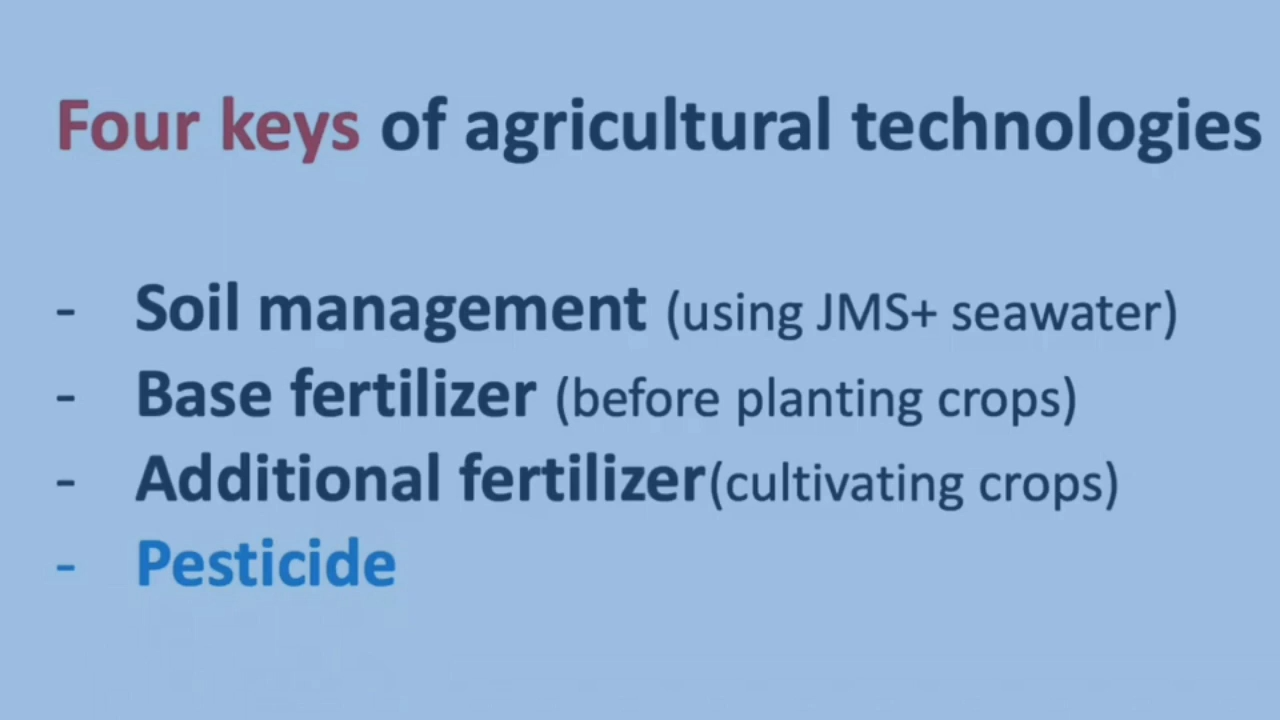 Four keys of agricultural technologies
- Soil management (using JMS+ seawater)
- Base fertilizer (before planting crops)
- Additional fertilizer(cultivating crops)
- Pesticide